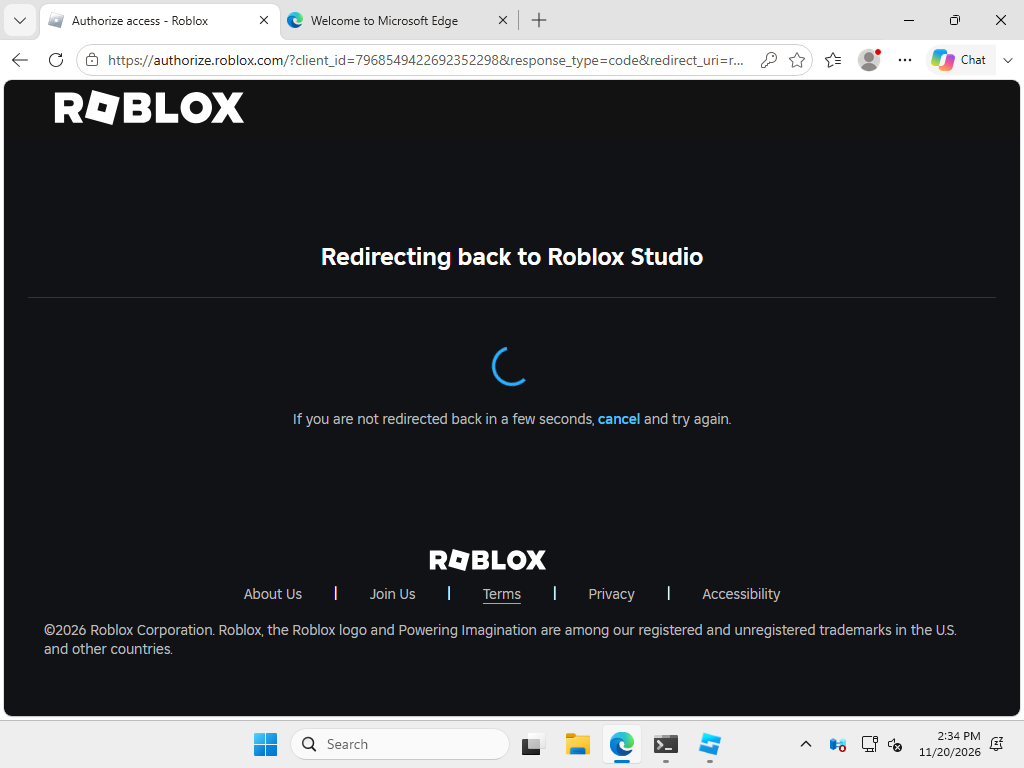 Authorize access - Roblox
Welcome to Microsoft Edge
https://authorize.roblox.com/?client_id=7968549422692352298&response_type=code&redirect_uri=r...
Chat
ROBLOX
Redirecting back to Roblox Studio
If you are not redirected back in a few seconds, cancel and try again.
ROBLOX
About Us | Join Us | Terms | Privacy | Accessibility
©2026 Roblox Corporation. Roblox, the Roblox logo and Powering Imagination are among our registered and unregistered trademarks in the U.S.
and other countries.
Search
2:34 PM
11/20/2026